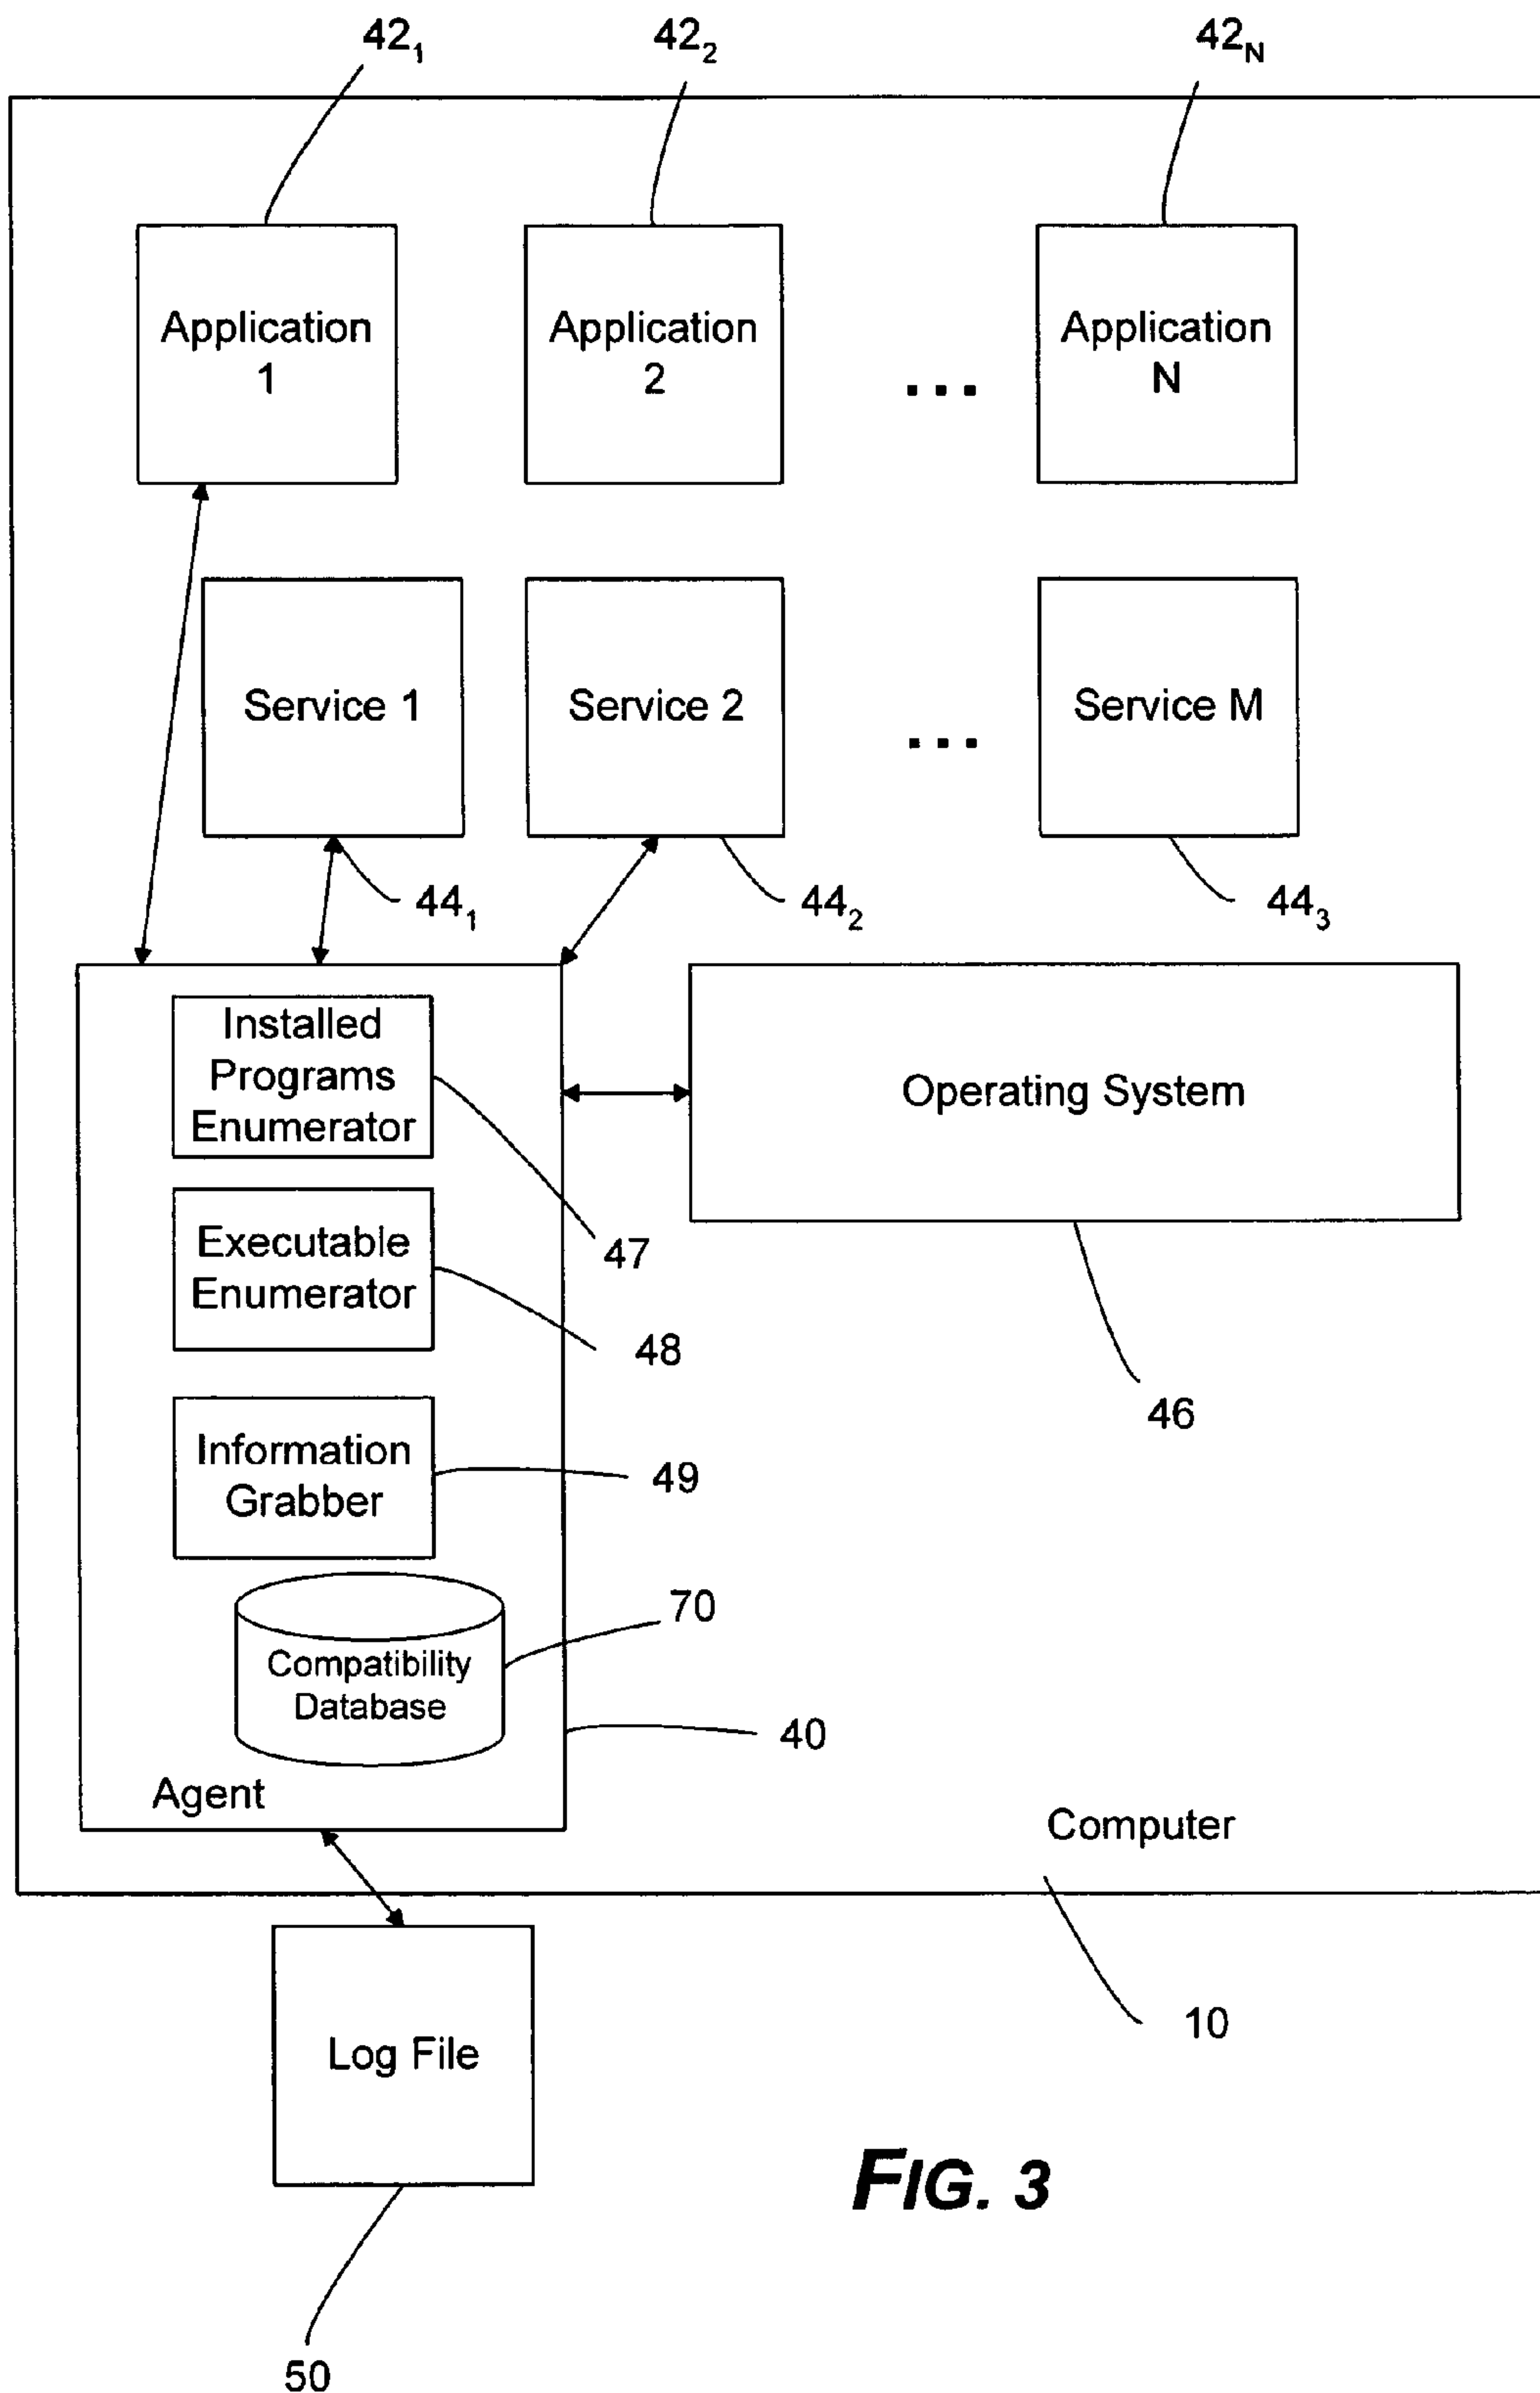 42₁ 42₂ 42N
Application
1
Application
2
...
Application
N
Service 1
Service 2
...
Service M
44₁ 44₂ 44₃
Installed
Programs
Enumerator
Operating System
47
Executable
Enumerator
48
46
Information
Grabber
49
70
Compatibility
Database
40
Agent
Computer
10
Log File
FIG. 3
50